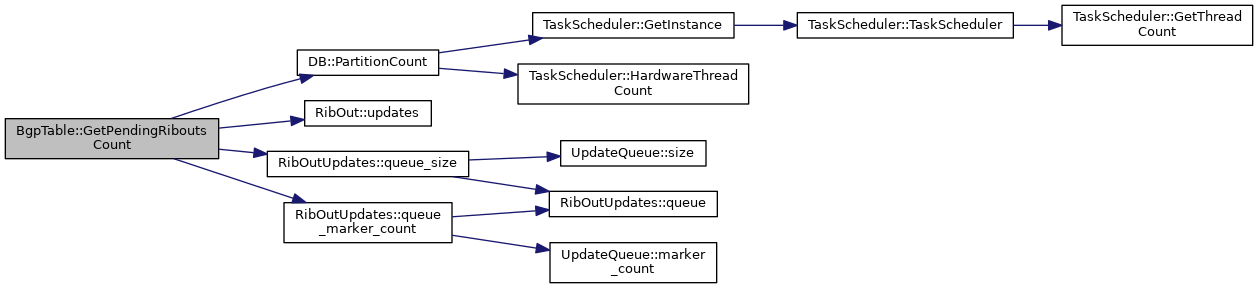 BgpTable::GetPendingRibouts
Count
DB::PartitionCount
TaskScheduler::GetInstance
TaskScheduler::TaskScheduler
TaskScheduler::GetThread
Count
TaskScheduler::HardwareThread
Count
RibOut::updates
RibOutUpdates::queue_size
UpdateQueue::size
RibOutUpdates::queue
RibOutUpdates::queue
_marker_count
UpdateQueue::marker
_count